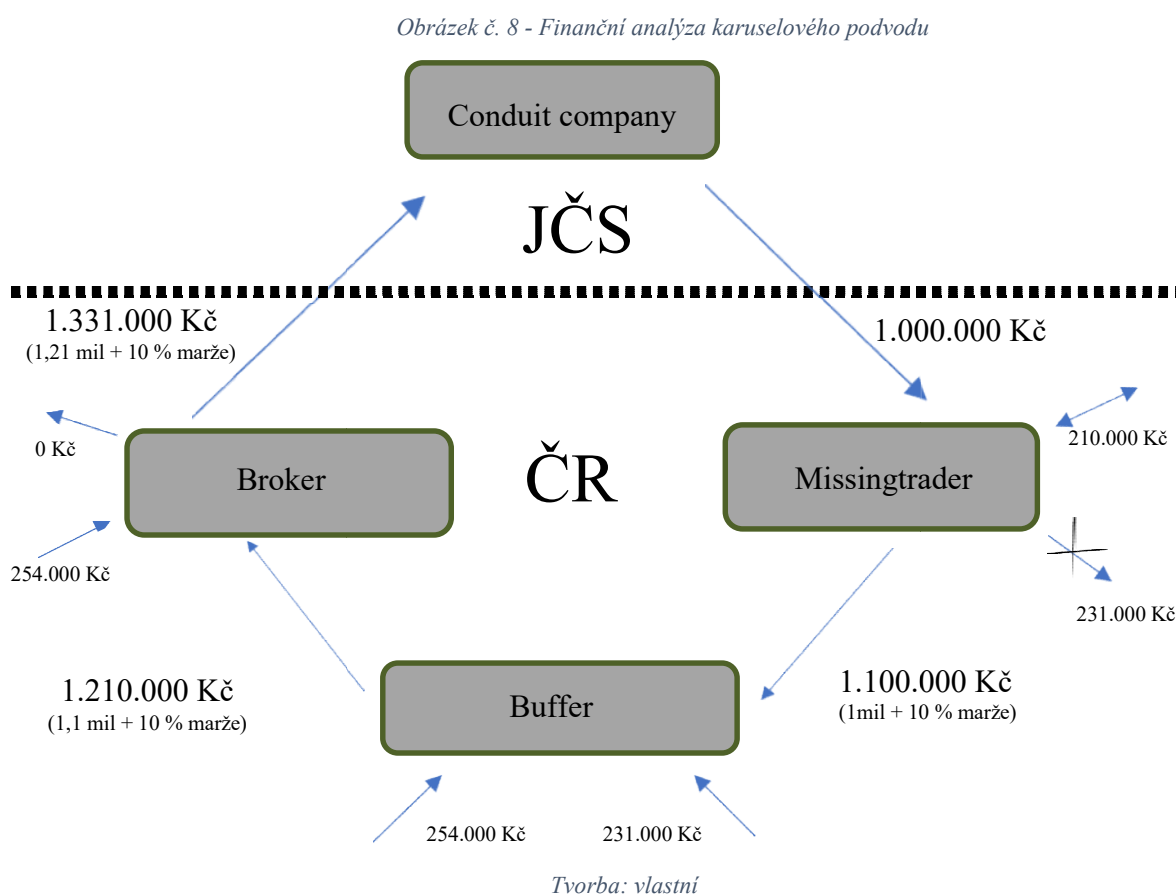 Obrázek č. 8 - Finanční analýza karuselového podvodu
Conduit company
JČS
1.331.000 Kč
(1,21 mil + 10 % marže)
1.000.000 Kč
0 Kč
210.000 Kč
Broker
ČR
Missingtrader
254.000 Kč
231.000 Kč
1.210.000 Kč
(1,1 mil + 10 % marže)
Buffer
1.100.000 Kč
(1mil + 10 % marže)
254.000 Kč
231.000 Kč
Tvorba: vlastní